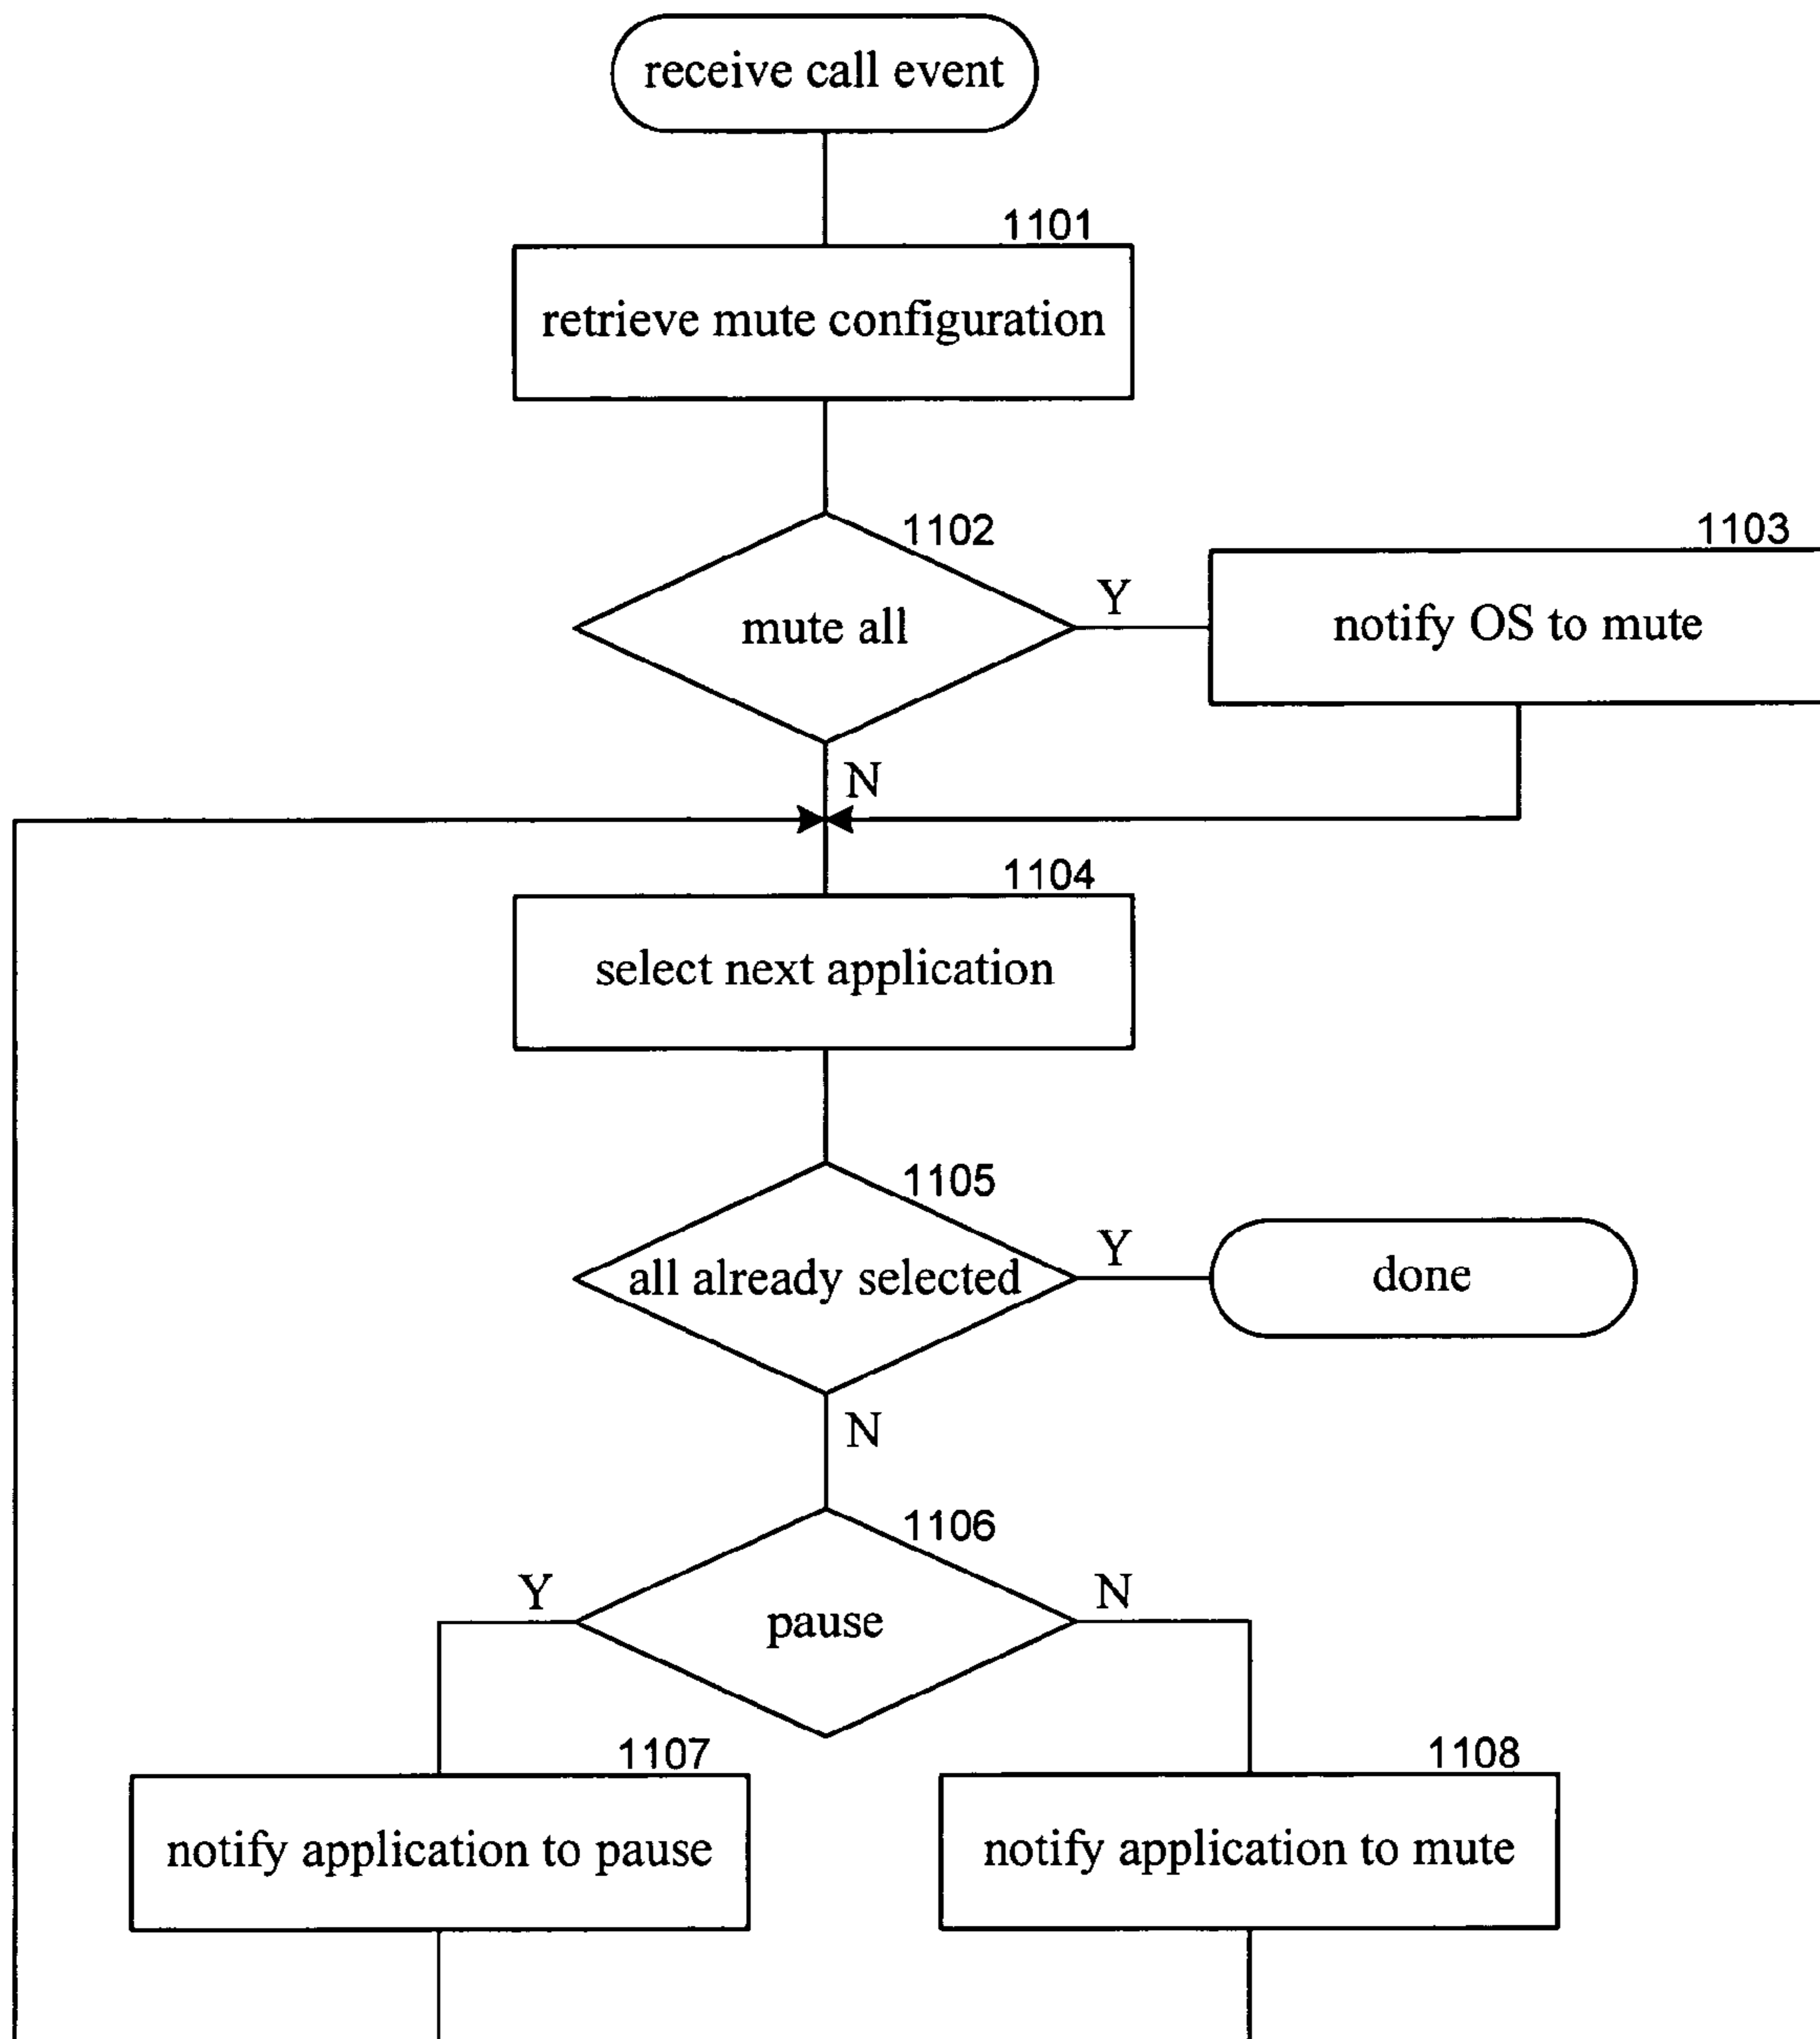 receive call event
1101
retrieve mute configuration
1102
mute all
Y
1103
notify OS to mute
N
1104
select next application
1105
all already selected
Y
done
N
1106
pause
Y
N
1107
notify application to pause
1108
notify application to mute